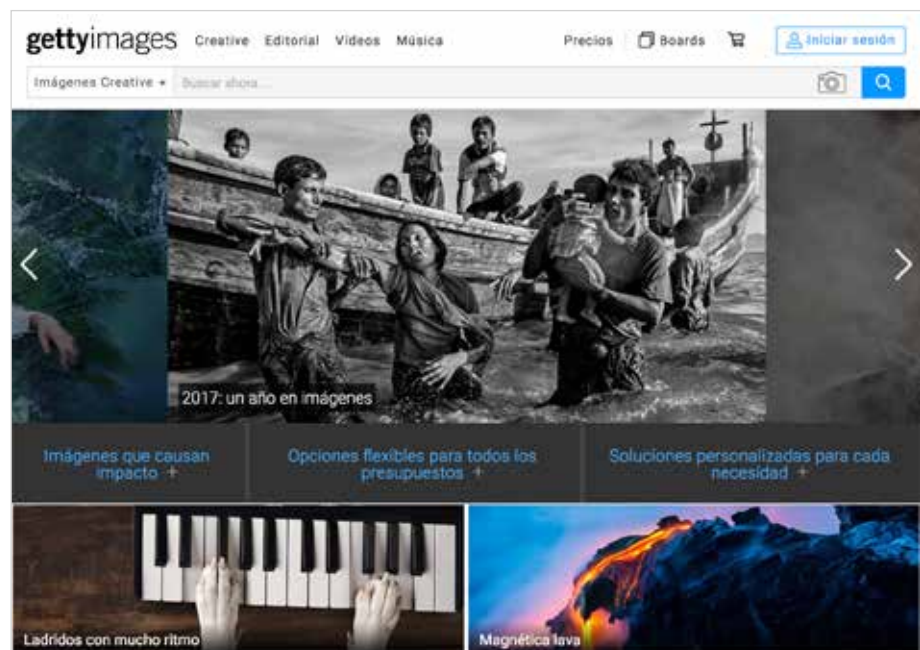 gettyimages Creative Editorial Videos Música Precios Boards Iniciar sesión
Imágenes Creative Buscar ahora...
2017: un año en imágenes
Imágenes que causan
impacto +
Opciones flexibles para todos los
presupuestos +
Soluciones personalizadas para cada
necesidad +
Ladridos con mucho ritmo
Magnética lava